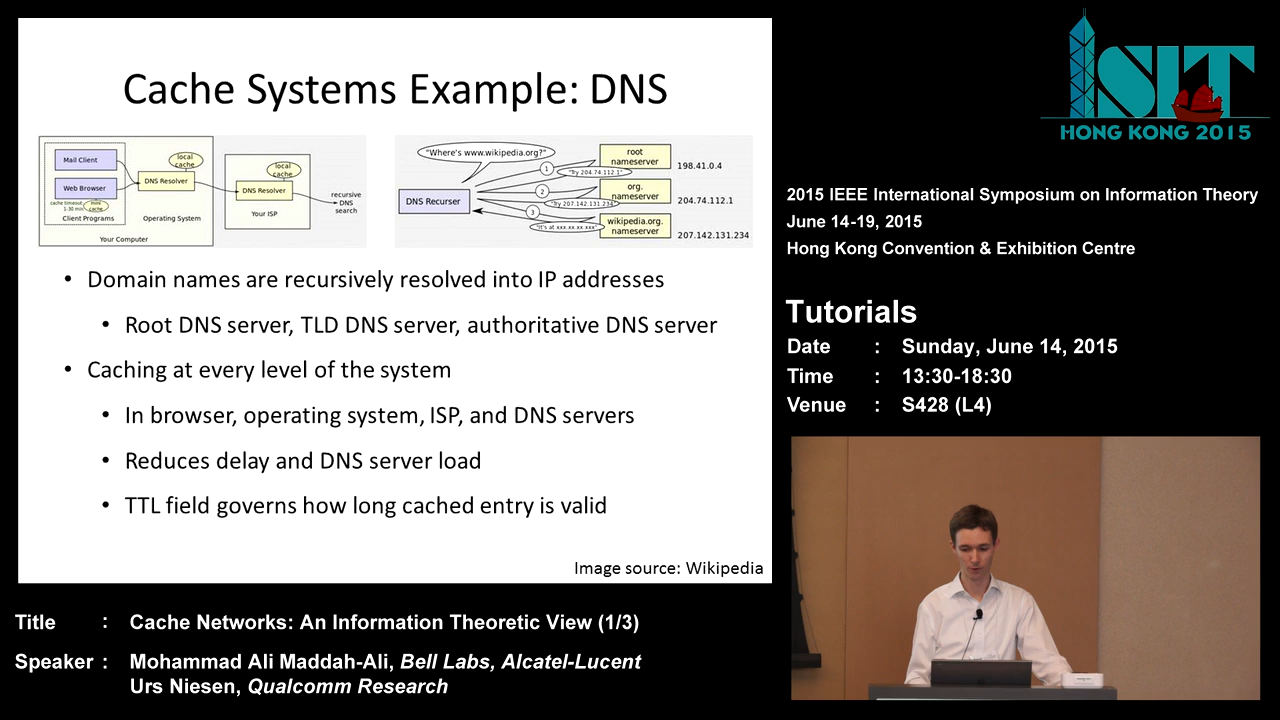 Cache Systems Example: DNS
Mail Client
Web Browser
cache timeout
1-30 min
mini
cache
Client Programs
local
cache
DNS Resolver
Operating System
Your Computer
local
cache
DNS Resolver
Your ISP
recursive
DNS
search
"Where's www.wikipedia.org?"
DNS Recurser
1
"Try 204.74.112.1"
root
nameserver
198.41.0.4
2
"Try 207.142.131.234"
org.
nameserver
204.74.112.1
3
"It's at xxx.xx.xx.xxx"
wikipedia.org.
nameserver
207.142.131.234
• Domain names are recursively resolved into IP addresses
• Root DNS server, TLD DNS server, authoritative DNS server
• Caching at every level of the system
• In browser, operating system, ISP, and DNS servers
• Reduces delay and DNS server load
• TTL field governs how long cached entry is valid
Image source: Wikipedia
ISIT
HONG KONG 2015
2015 IEEE International Symposium on Information Theory
June 14-19, 2015
Hong Kong Convention & Exhibition Centre
Tutorials
Date : Sunday, June 14, 2015
Time : 13:30-18:30
Venue : S428 (L4)
Title : Cache Networks: An Information Theoretic View (1/3)
Speaker : Mohammad Ali Maddah-Ali, Bell Labs, Alcatel-Lucent
Urs Niesen, Qualcomm Research